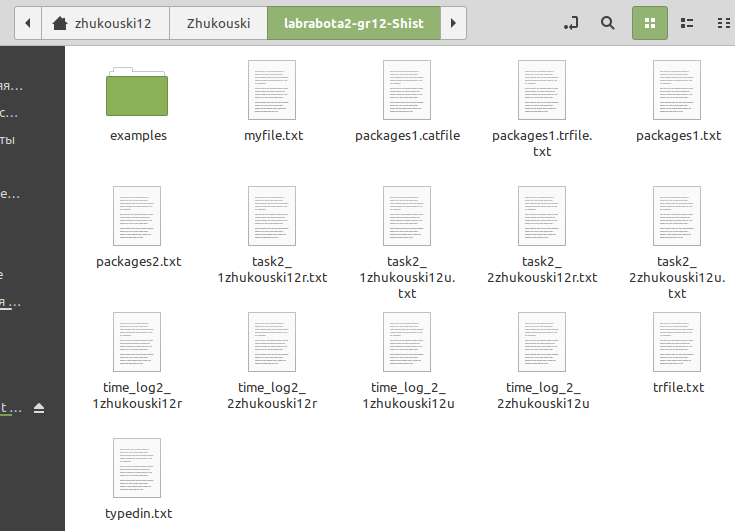 zhukouski12 Zhukouski labrabota2-gr12-Shist
яя...
с...
ты
е...
е
я ...
t ...
examples myfile.txt packages1.catfile packages1.trfile. packages1.txt
txt
packages2.txt task2_ task2_ task2_ task2_
1zhukouski12r.txt 1zhukouski12u. 2zhukouski12r.txt 2zhukouski12u.
txt txt
time_log2_ time_log2_ time_log_2_ time_log_2_ trfile.txt
1zhukouski12r 2zhukouski12r 1zhukouski12u 2zhukouski12u
typedin.txt